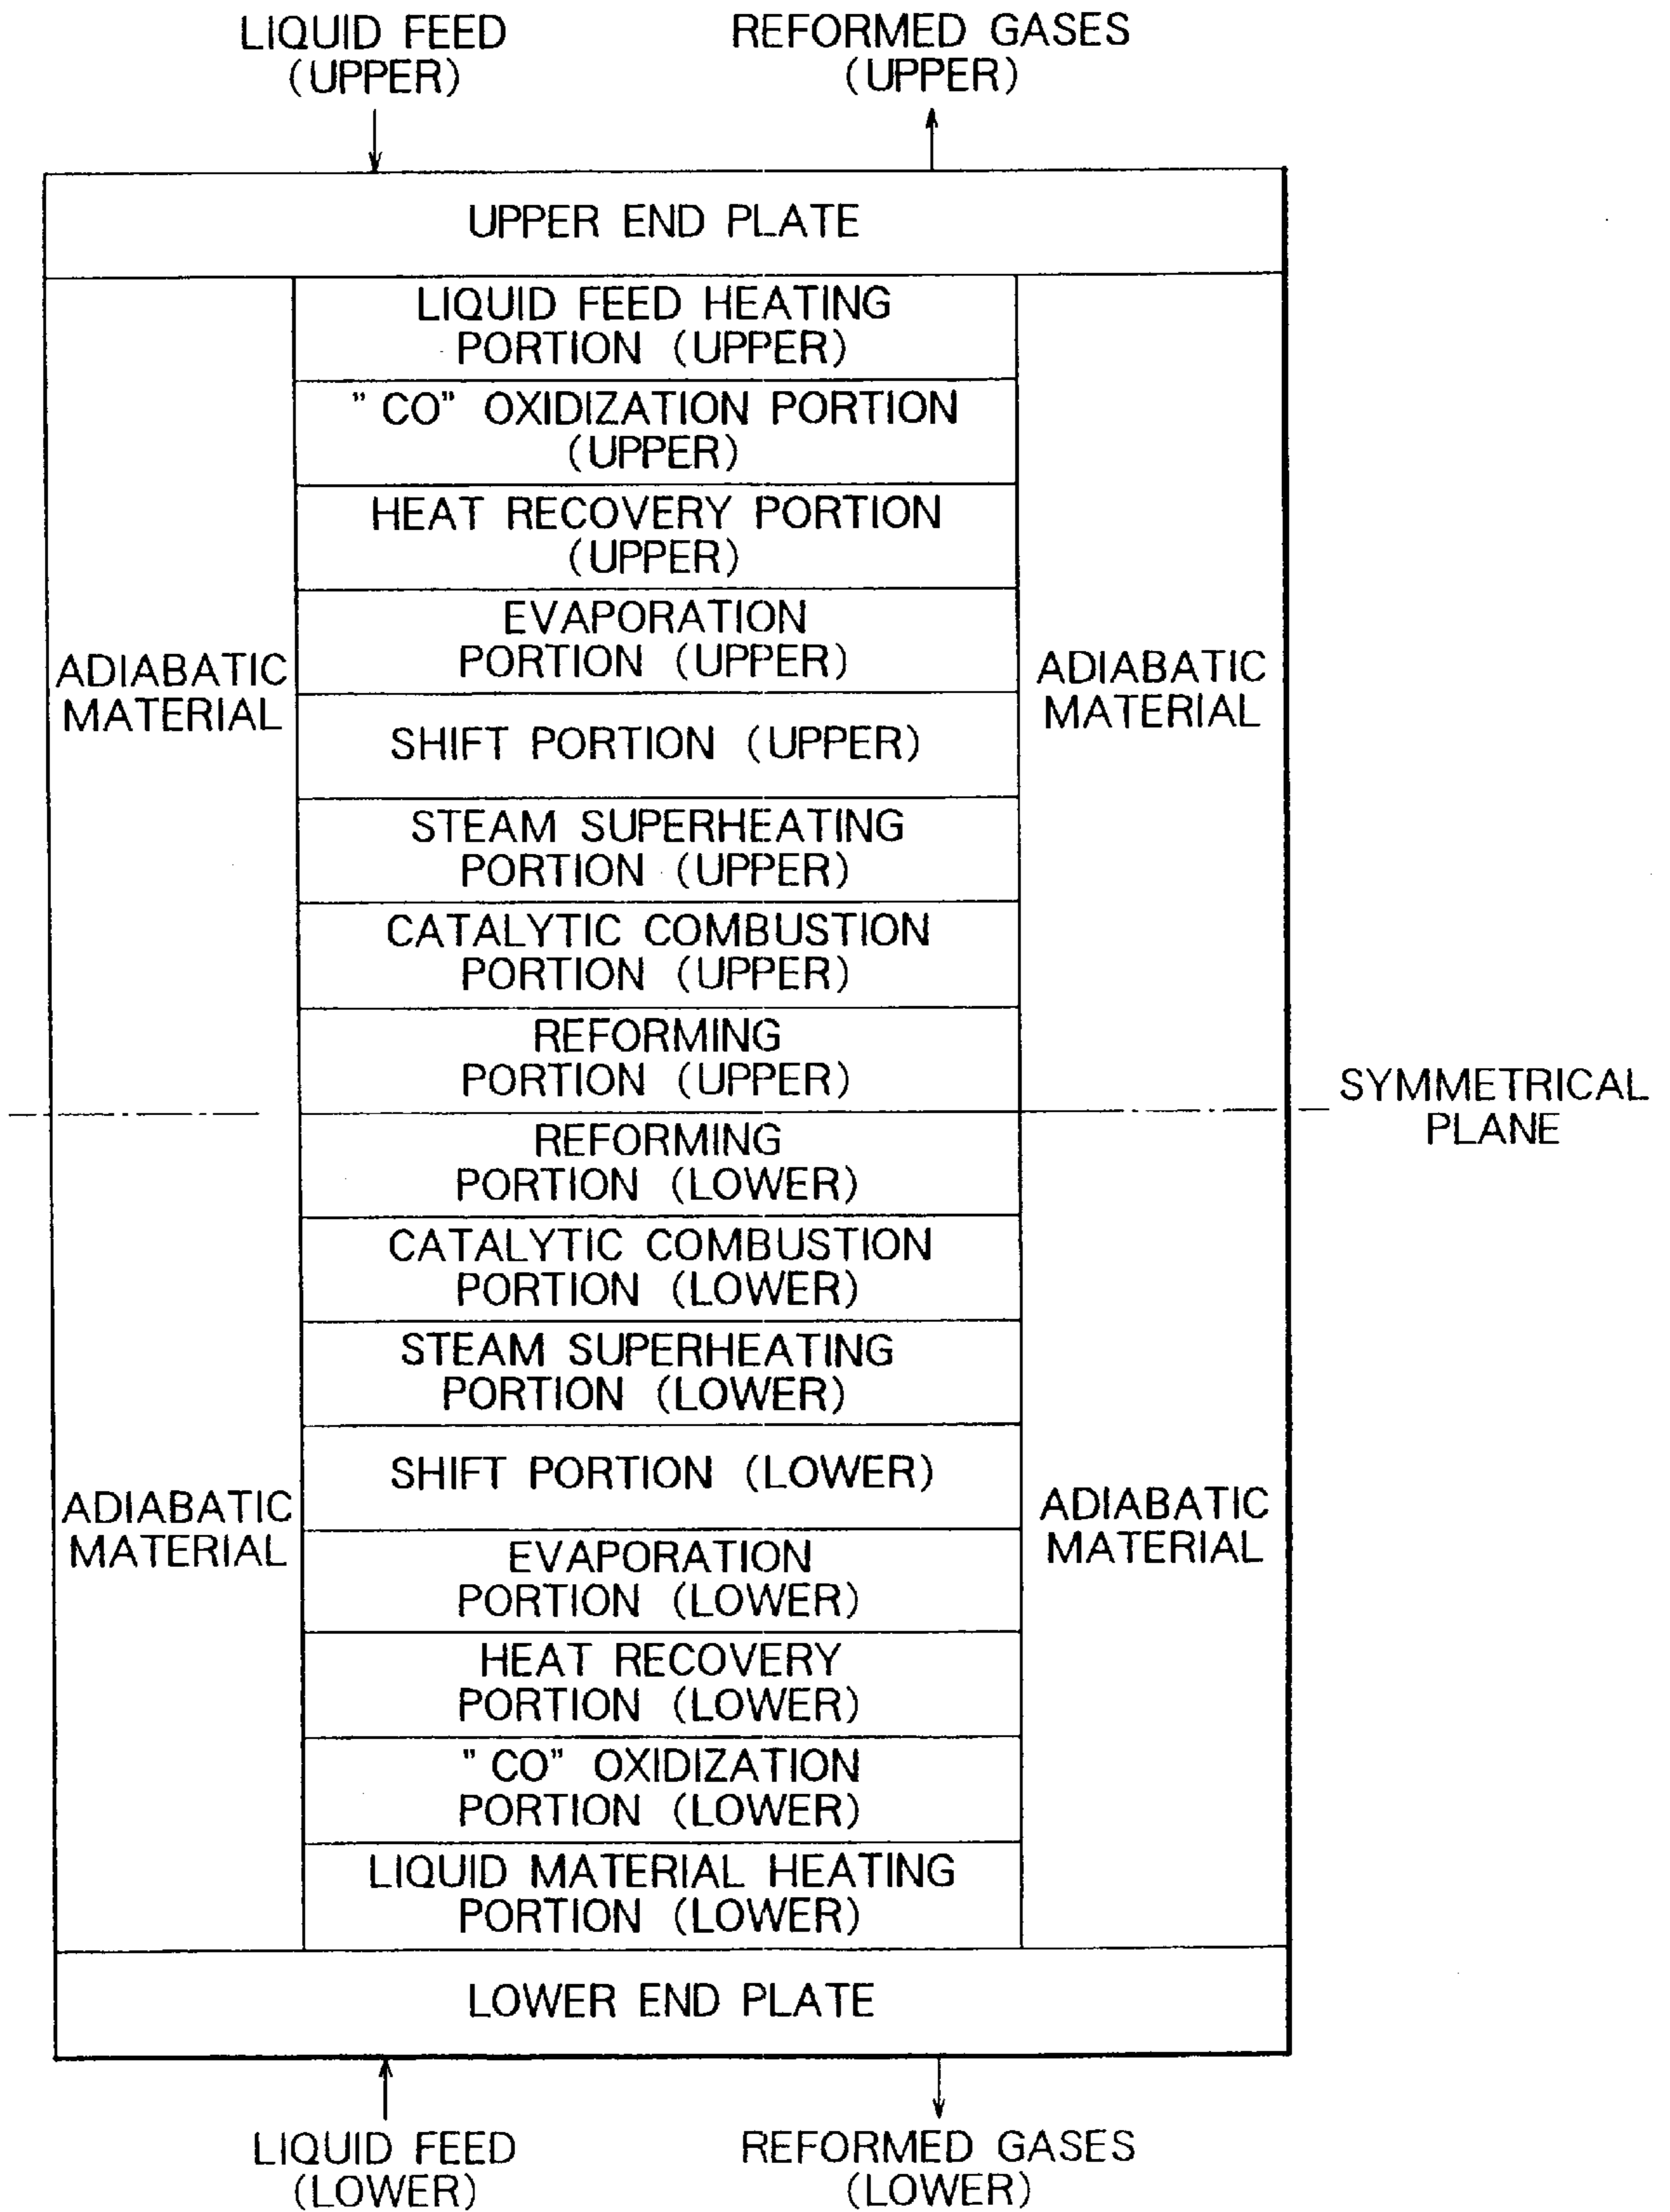 LIQUID FEED
(UPPER)
REFORMED GASES
(UPPER)
UPPER END PLATE
LIQUID FEED HEATING
PORTION (UPPER)
" CO" OXIDIZATION PORTION
(UPPER)
HEAT RECOVERY PORTION
(UPPER)
EVAPORATION
PORTION (UPPER)
ADIABATIC
MATERIAL
ADIABATIC
MATERIAL
SHIFT PORTION (UPPER)
STEAM SUPERHEATING
PORTION (UPPER)
CATALYTIC COMBUSTION
PORTION (UPPER)
REFORMING
PORTION (UPPER)
SYMMETRICAL
PLANE
REFORMING
PORTION (LOWER)
CATALYTIC COMBUSTION
PORTION (LOWER)
STEAM SUPERHEATING
PORTION (LOWER)
SHIFT PORTION (LOWER)
ADIABATIC
MATERIAL
ADIABATIC
MATERIAL
EVAPORATION
PORTION (LOWER)
HEAT RECOVERY
PORTION (LOWER)
" CO" OXIDIZATION
PORTION (LOWER)
LIQUID MATERIAL HEATING
PORTION (LOWER)
LOWER END PLATE
LIQUID FEED
(LOWER)
REFORMED GASES
(LOWER)